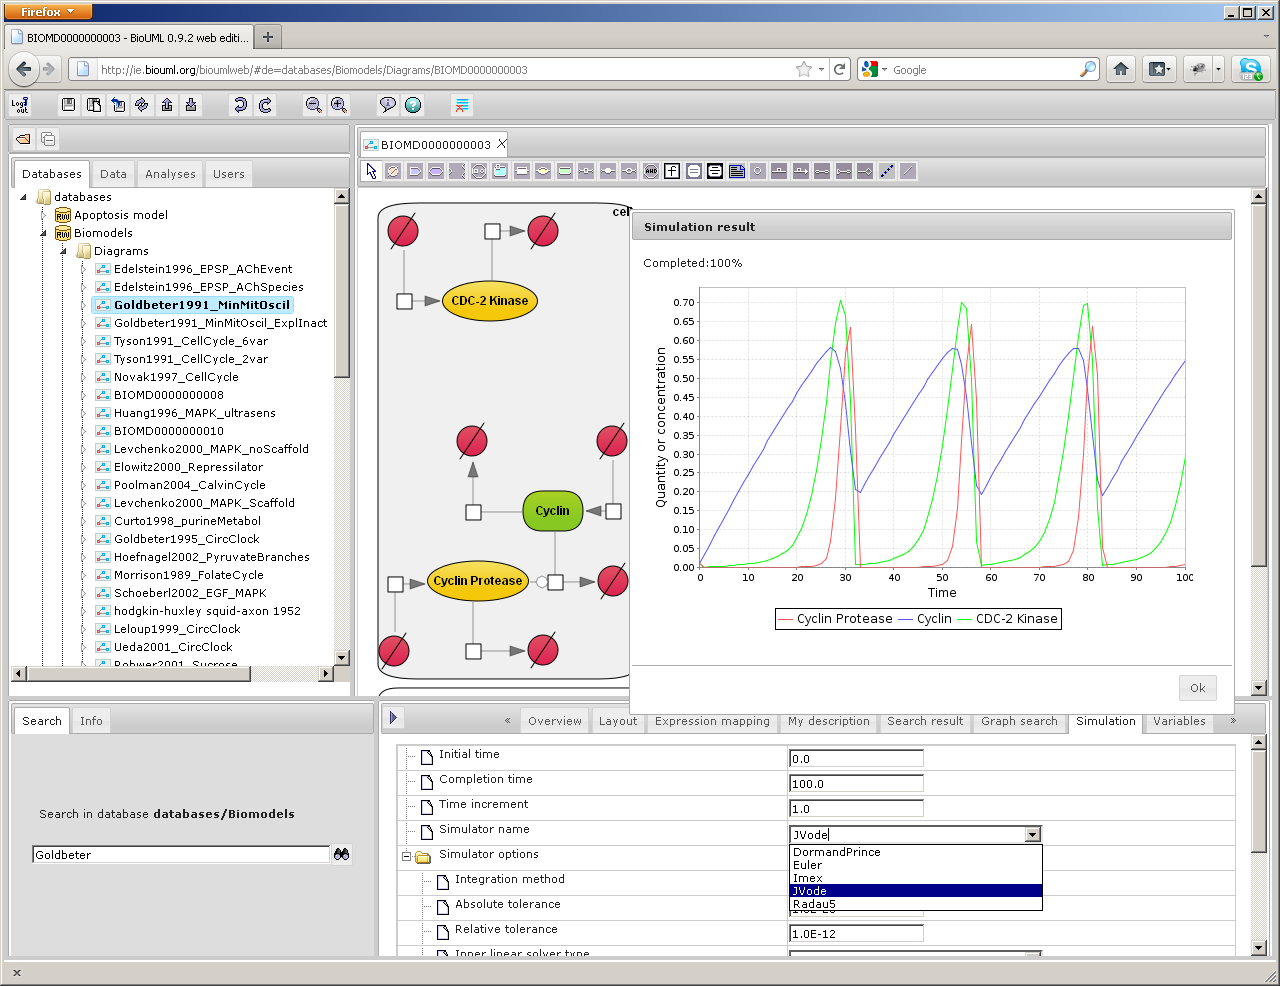 Firefox
BIOMD0000000003 - BioUML 0.9.2 web editi...
http://ie.biouml.org/bioumlweb/#de=databases/Biomodels/Diagrams/BIOMD0000000003
Google
Log out
BIOMD0000000003
Databases Data Analyses Users
databases
Apoptosis model
Biomodels
Diagrams
Edelstein1996_EPSP_AChEvent
Edelstein1996_EPSP_AChSpecies
Goldbeter1991_MinMitOscil
Goldbeter1991_MinMitOscil_ExplInact
Tyson1991_CellCycle_6var
Tyson1991_CellCycle_2var
Novak1997_CellCycle
BIOMD0000000008
Huang1996_MAPK_ultrasens
BIOMD0000000010
Levchenko2000_MAPK_noScaffold
Elowitz2000_Repressilator
Poolman2004_CalvinCycle
Levchenko2000_MAPK_Scaffold
Curto1998_purineMetabol
Goldbeter1995_CircClock
Hoefnagel2002_PyruvateBranches
Morrison1989_FolateCycle
Schoeberl2002_EGF_MAPK
hodgkin-huxley squid-axon 1952
Leloup1999_CircClock
Ueda2001_CircClock
Rohwer2001_Sucrose
cell
CDC-2 Kinase
Cyclin
Cyclin Protease
Simulation result
Completed:100%
Quantity or concentration
0.70
0.65
0.60
0.55
0.50
0.45
0.40
0.35
0.30
0.25
0.20
0.15
0.10
0.05
0.00
0 10 20 30 40 50 60 70 80 90 100
Time
Cyclin Protease Cyclin CDC-2 Kinase
Ok
Search Info
Search in database databases/Biomodels
Goldbeter
« Overview Layout Expression mapping My description Search result Graph search Simulation Variables »
Initial time 0.0
Completion time 100.0
Time increment 1.0
Simulator name JVode
DormandPrince
Euler
Imex
JVode
Radau5
Simulator options
Integration method
Absolute tolerance
Relative tolerance 1.0E-12
Inner linear solver type